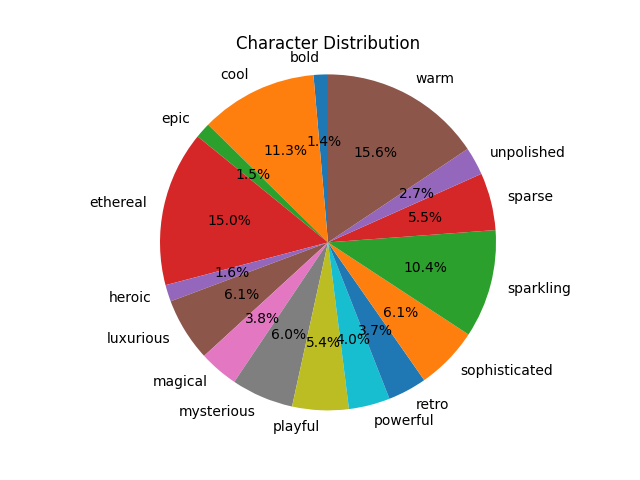 Character Distribution
bold
1.4%
cool
11.3%
epic
1.5%
ethereal
15.0%
heroic
1.6%
luxurious
6.1%
magical
3.8%
mysterious
6.0%
playful
5.4%
powerful
4.0%
retro
3.7%
sophisticated
6.1%
sparkling
10.4%
sparse
5.5%
unpolished
2.7%
warm
15.6%